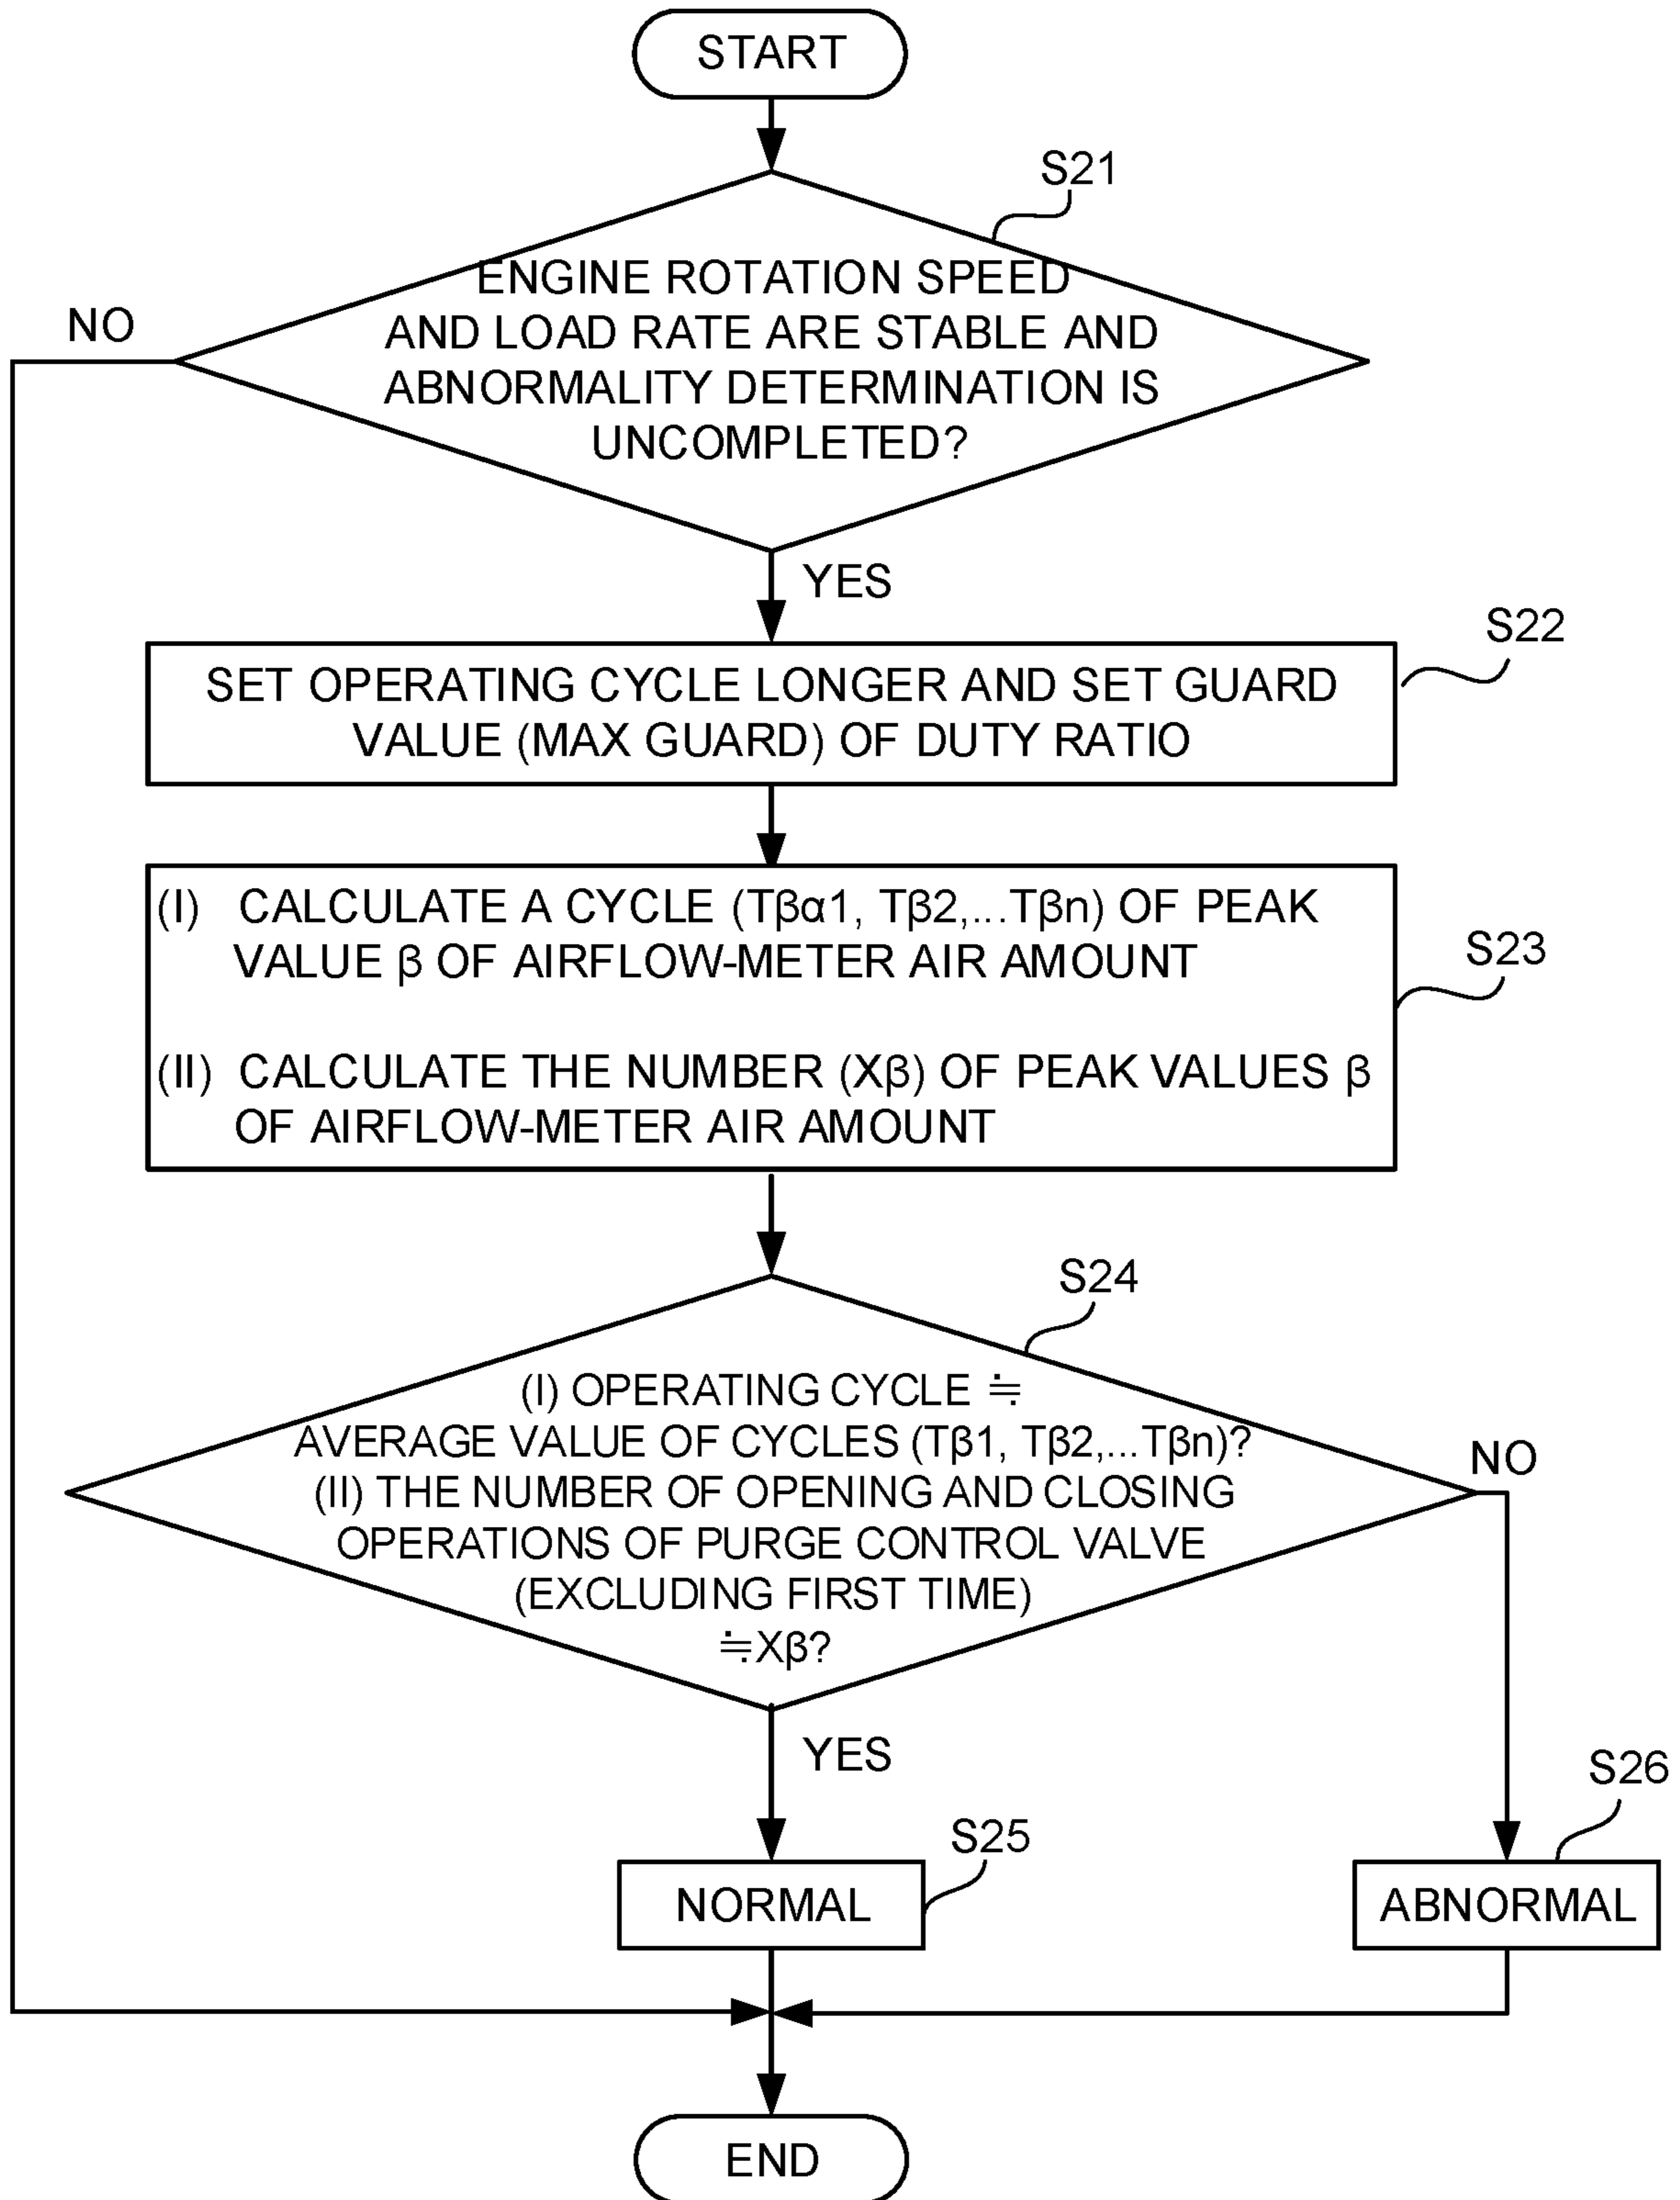 START
S21
ENGINE ROTATION SPEED
AND LOAD RATE ARE STABLE AND
ABNORMALITY DETERMINATION IS
UNCOMPLETED?
NO
YES
S22
SET OPERATING CYCLE LONGER AND SET GUARD
VALUE (MAX GUARD) OF DUTY RATIO
S23
(I) CALCULATE A CYCLE (Tβα1, Tβ2,...Tβn) OF PEAK
VALUE β OF AIRFLOW-METER AIR AMOUNT
(II) CALCULATE THE NUMBER (Xβ) OF PEAK VALUES β
OF AIRFLOW-METER AIR AMOUNT
S24
(I) OPERATING CYCLE ≒
AVERAGE VALUE OF CYCLES (Tβ1, Tβ2,...Tβn)?
(II) THE NUMBER OF OPENING AND CLOSING
OPERATIONS OF PURGE CONTROL VALVE
(EXCLUDING FIRST TIME)
≒Xβ?
NO
YES
S25
NORMAL
S26
ABNORMAL
END